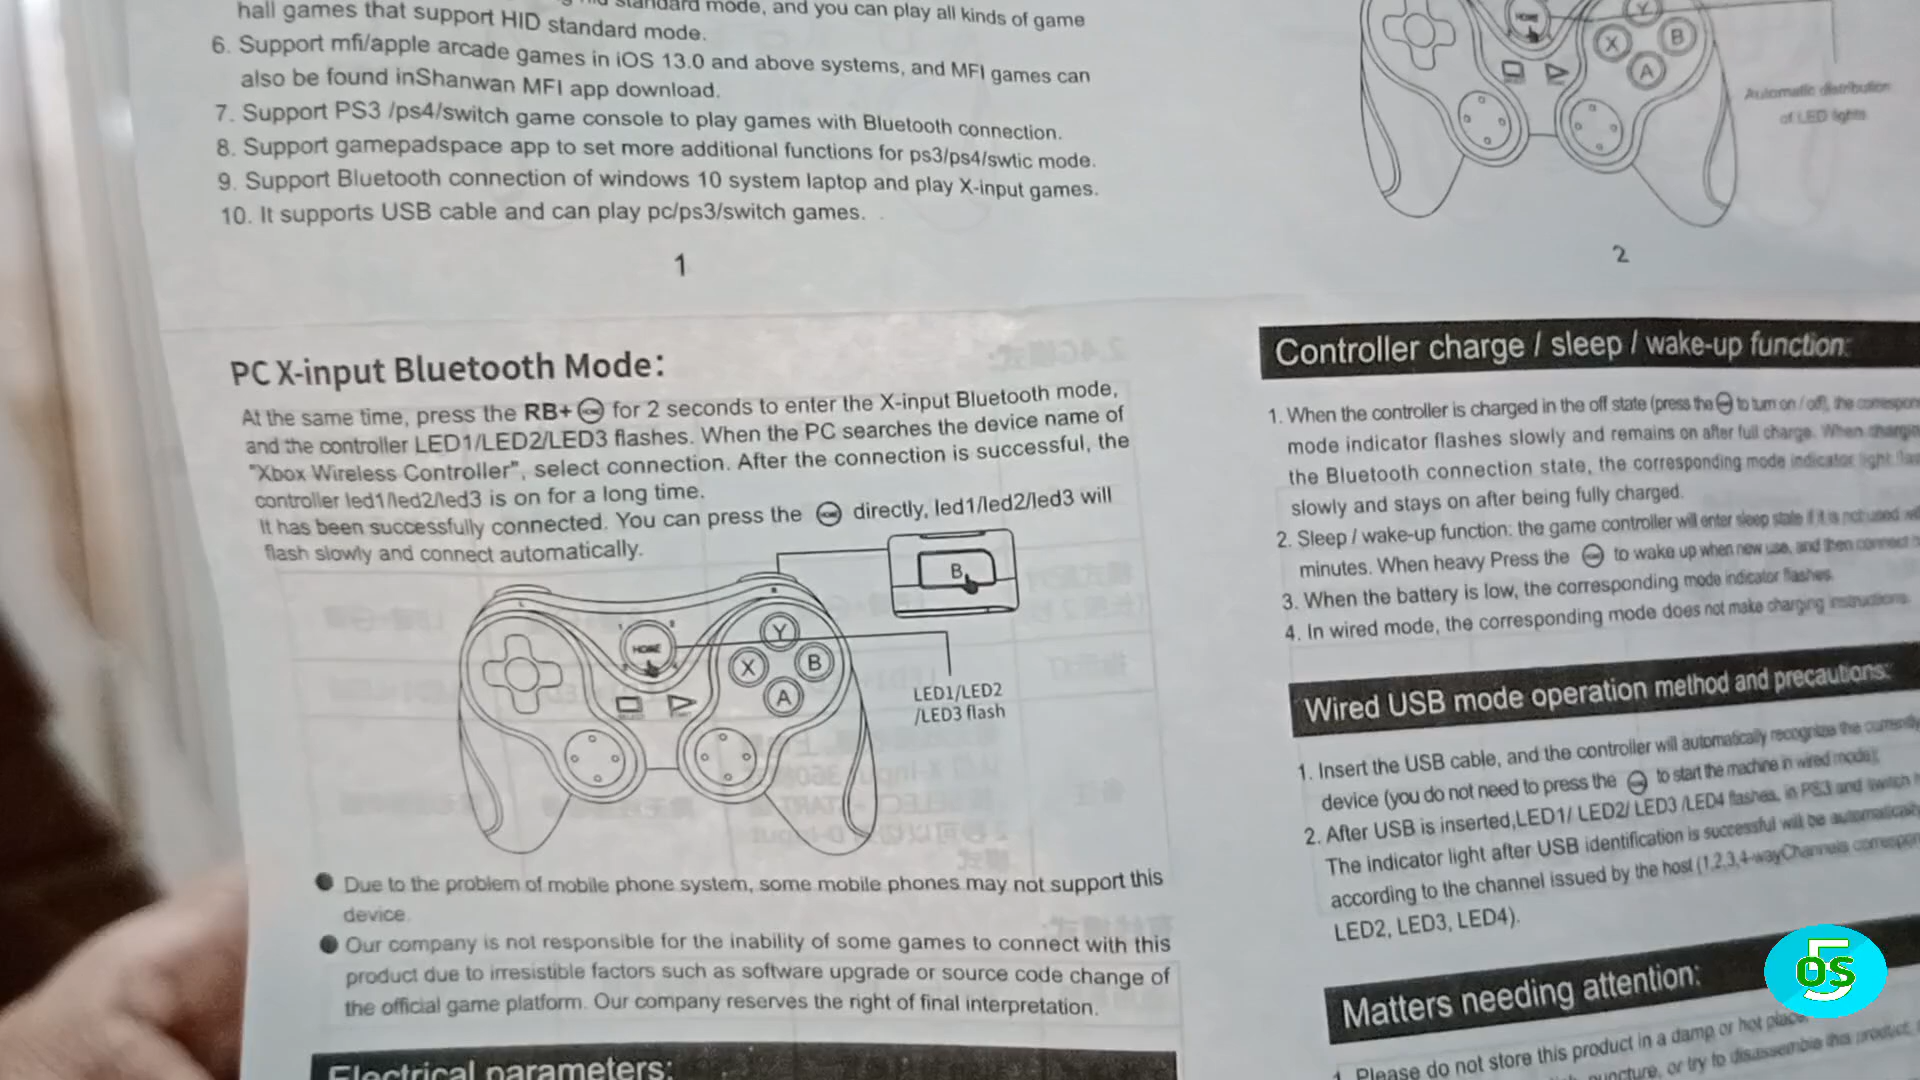 standard mode, and you can play all kinds of game
hall games that support HID standard mode.
6. Support mfi/apple arcade games in iOS 13.0 and above systems, and MFI games can
also be found inShanwan MFI app download.
7. Support PS3 /ps4/switch game console to play games with Bluetooth connection.
8. Support gamepadspace app to set more additional functions for ps3/ps4/swtic mode.
9. Support Bluetooth connection of windows 10 system laptop and play X-input games.
10. It supports USB cable and can play pc/ps3/switch games.
1
HOME
Y
X
B
A
Automatic distribution
of LED lights
2
PC X-input Bluetooth Mode:
At the same time, press the RB+ for 2 seconds to enter the X-input Bluetooth mode,
and the controller LED1/LED2/LED3 flashes. When the PC searches the device name of
"Xbox Wireless Controller", select connection. After the connection is successful, the
controller led1/led2/led3 is on for a long time.
It has been successfully connected. You can press the directly, led1/led2/led3 will
flash slowly and connect automatically.
B
HOME
Y
X
B
A
LED1/LED2
/LED3 flash
● Due to the problem of mobile phone system, some mobile phones may not support this
device.
● Our company is not responsible for the inability of some games to connect with this
product due to irresistible factors such as software upgrade or source code change of
the official game platform. Our company reserves the right of final interpretation.
Electrical parameters:
Controller charge / sleep / wake-up function:
1. When the controller is charged in the off state (press the to turn on / off), the
mode indicator flashes slowly and remains on after full charge. When
the Bluetooth connection state, the corresponding mode indicator light
slowly and stays on after being fully charged.
2. Sleep / wake-up function: the game controller will enter sleep state if it is not used
minutes. When heavy Press the to wake up when new use, and then connect
3. When the battery is low, the corresponding mode indicator flashes.
4. In wired mode, the corresponding mode does not make charging instructions.
Wired USB mode operation method and precautions:
1. Insert the USB cable, and the controller will automatically recognize the currently
device (you do not need to press the to start the machine in wired mode);
2. After USB is inserted,LED1/ LED2/ LED3 /LED4 flashes, in PS3 and switch
The indicator light after USB identification is successful will be automatically
according to the channel issued by the host (1,2,3,4-wayChannels
LED2, LED3, LED4).
Matters needing attention:
1. Please do not store this product in a damp or hot place.
puncture, or try to disassemble this product,
5
OS